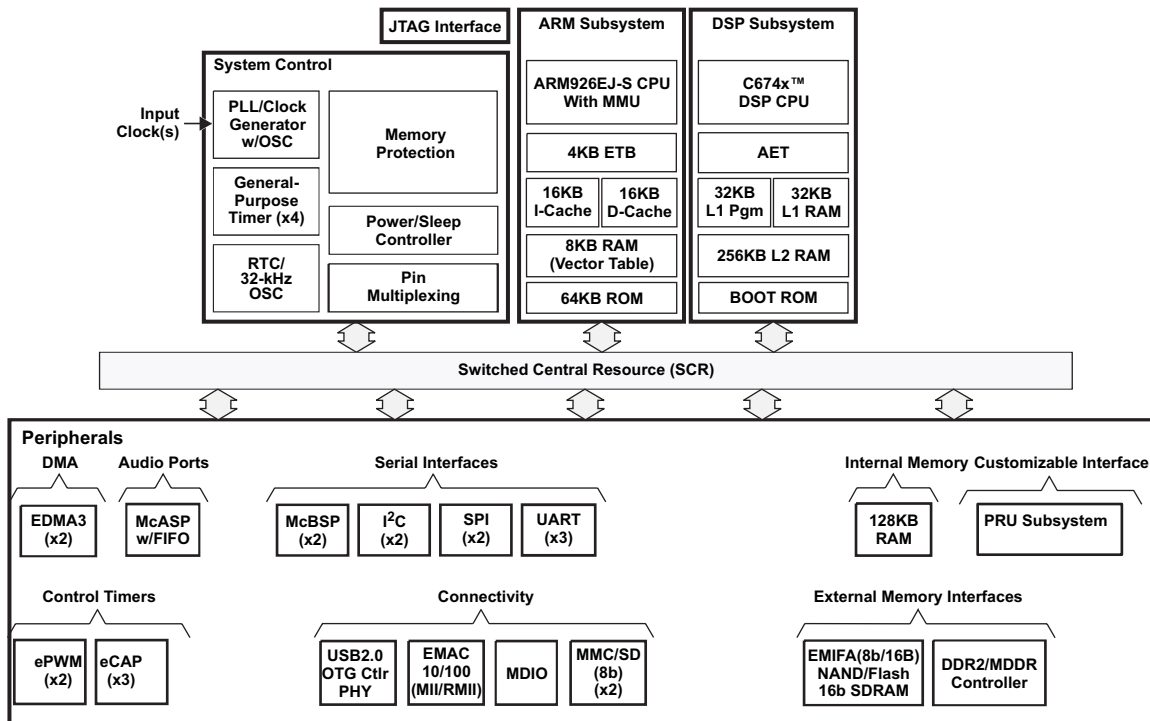 JTAG Interface
ARM Subsystem
DSP Subsystem
System Control
Input
Clock(s)
PLL/Clock
Generator
w/OSC
General-
Purpose
Timer (x4)
RTC/
32-kHz
OSC
Memory
Protection
Power/Sleep
Controller
Pin
Multiplexing
ARM926EJ-S CPU
With MMU
4KB ETB
16KB
I-Cache
16KB
D-Cache
8KB RAM
(Vector Table)
64KB ROM
C674x™
DSP CPU
AET
32KB
L1 Pgm
32KB
L1 RAM
256KB L2 RAM
BOOT ROM
Switched Central Resource (SCR)
Peripherals
DMA
EDMA3
(x2)
Audio Ports
McASP
w/FIFO
Serial Interfaces
McBSP
(x2)
I²C
(x2)
SPI
(x2)
UART
(x3)
Internal Memory
128KB
RAM
Customizable Interface
PRU Subsystem
Control Timers
ePWM
(x2)
eCAP
(x3)
Connectivity
USB2.0
OTG Ctlr
PHY
EMAC
10/100
(MII/RMII)
MDIO
MMC/SD
(8b)
(x2)
External Memory Interfaces
EMIFA(8b/16B)
NAND/Flash
16b SDRAM
DDR2/MDDR
Controller